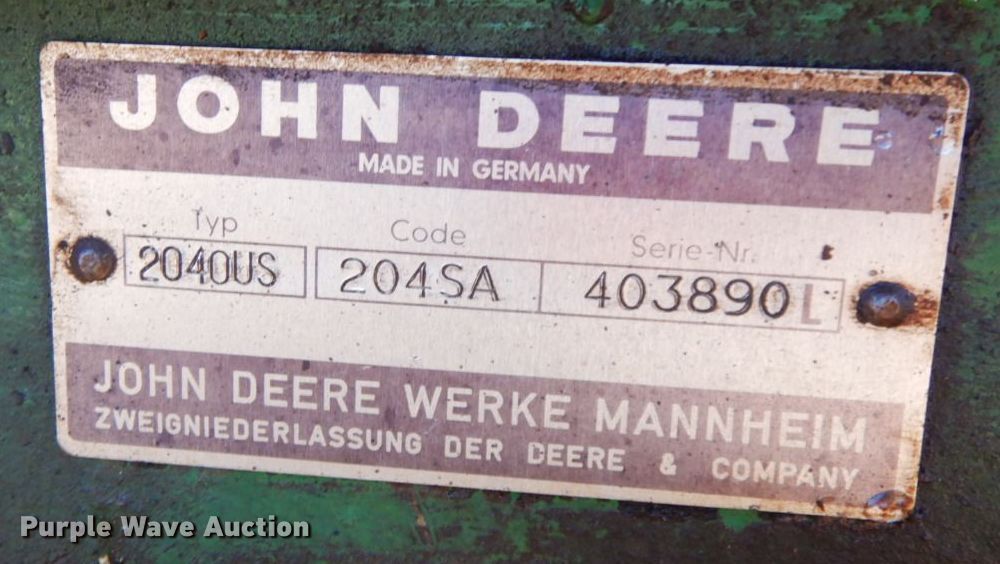 JOHN DEERE
MADE IN GERMANY
Typ Code Serie-Nr.
2040US 204SA 403890L
JOHN DEERE WERKE MANNHEIM
ZWEIGNIEDERLASSUNG DER DEERE & COMPANY
Purple Wave Auction